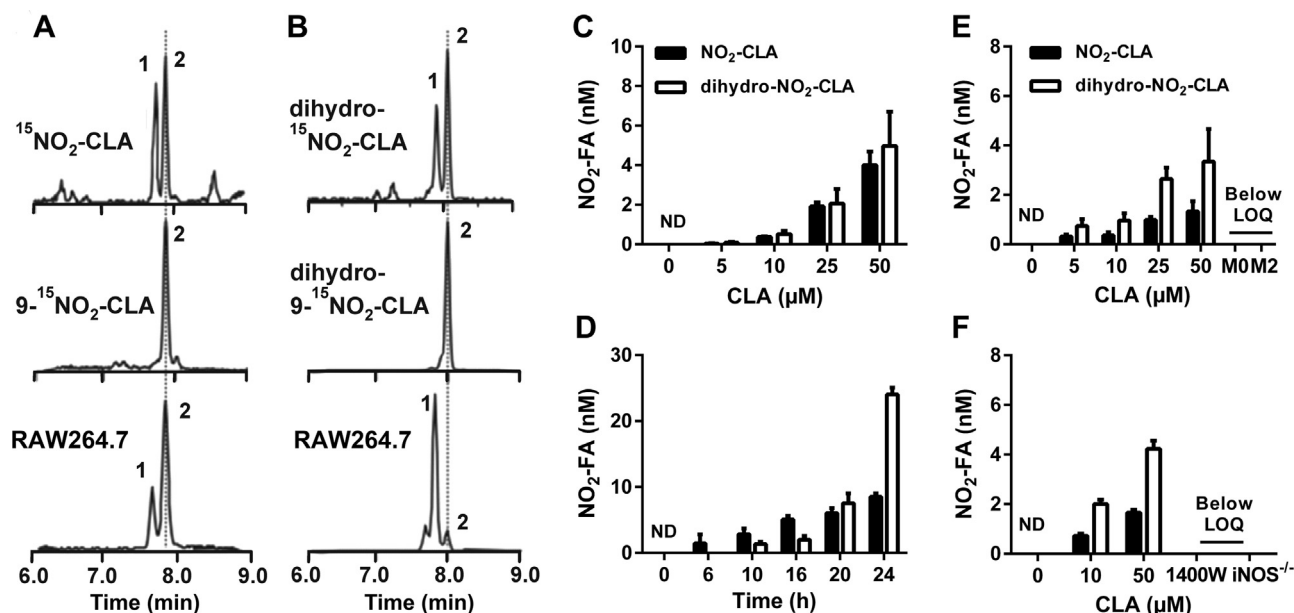 A
1
2
¹⁵NO₂-CLA
2
9-¹⁵NO₂-CLA
RAW264.7
1
2
6.0 7.0 8.0 9.0
Time (min)
B
2
1
dihydro-
¹⁵NO₂-CLA
2
dihydro-
9-¹⁵NO₂-CLA
RAW264.7
1
2
6.0 7.0 8.0 9.0
Time (min)
C
NO₂-CLA
dihydro-NO₂-CLA
NO₂-FA (nM)
10
8
6
4
2
0
ND
0 5 10 25 50
CLA (µM)
D
NO₂-FA (nM)
30
20
10
0
ND
0 6 10 16 20 24
Time (h)
E
NO₂-CLA
dihydro-NO₂-CLA
NO₂-FA (nM)
8
6
4
2
0
ND
Below
LOQ
0 5 10 25 50 M0M2
CLA (µM)
F
NO₂-FA (nM)
8
6
4
2
0
ND
Below
LOQ
0 10 50 1400W iNOS⁻/⁻
CLA (µM)